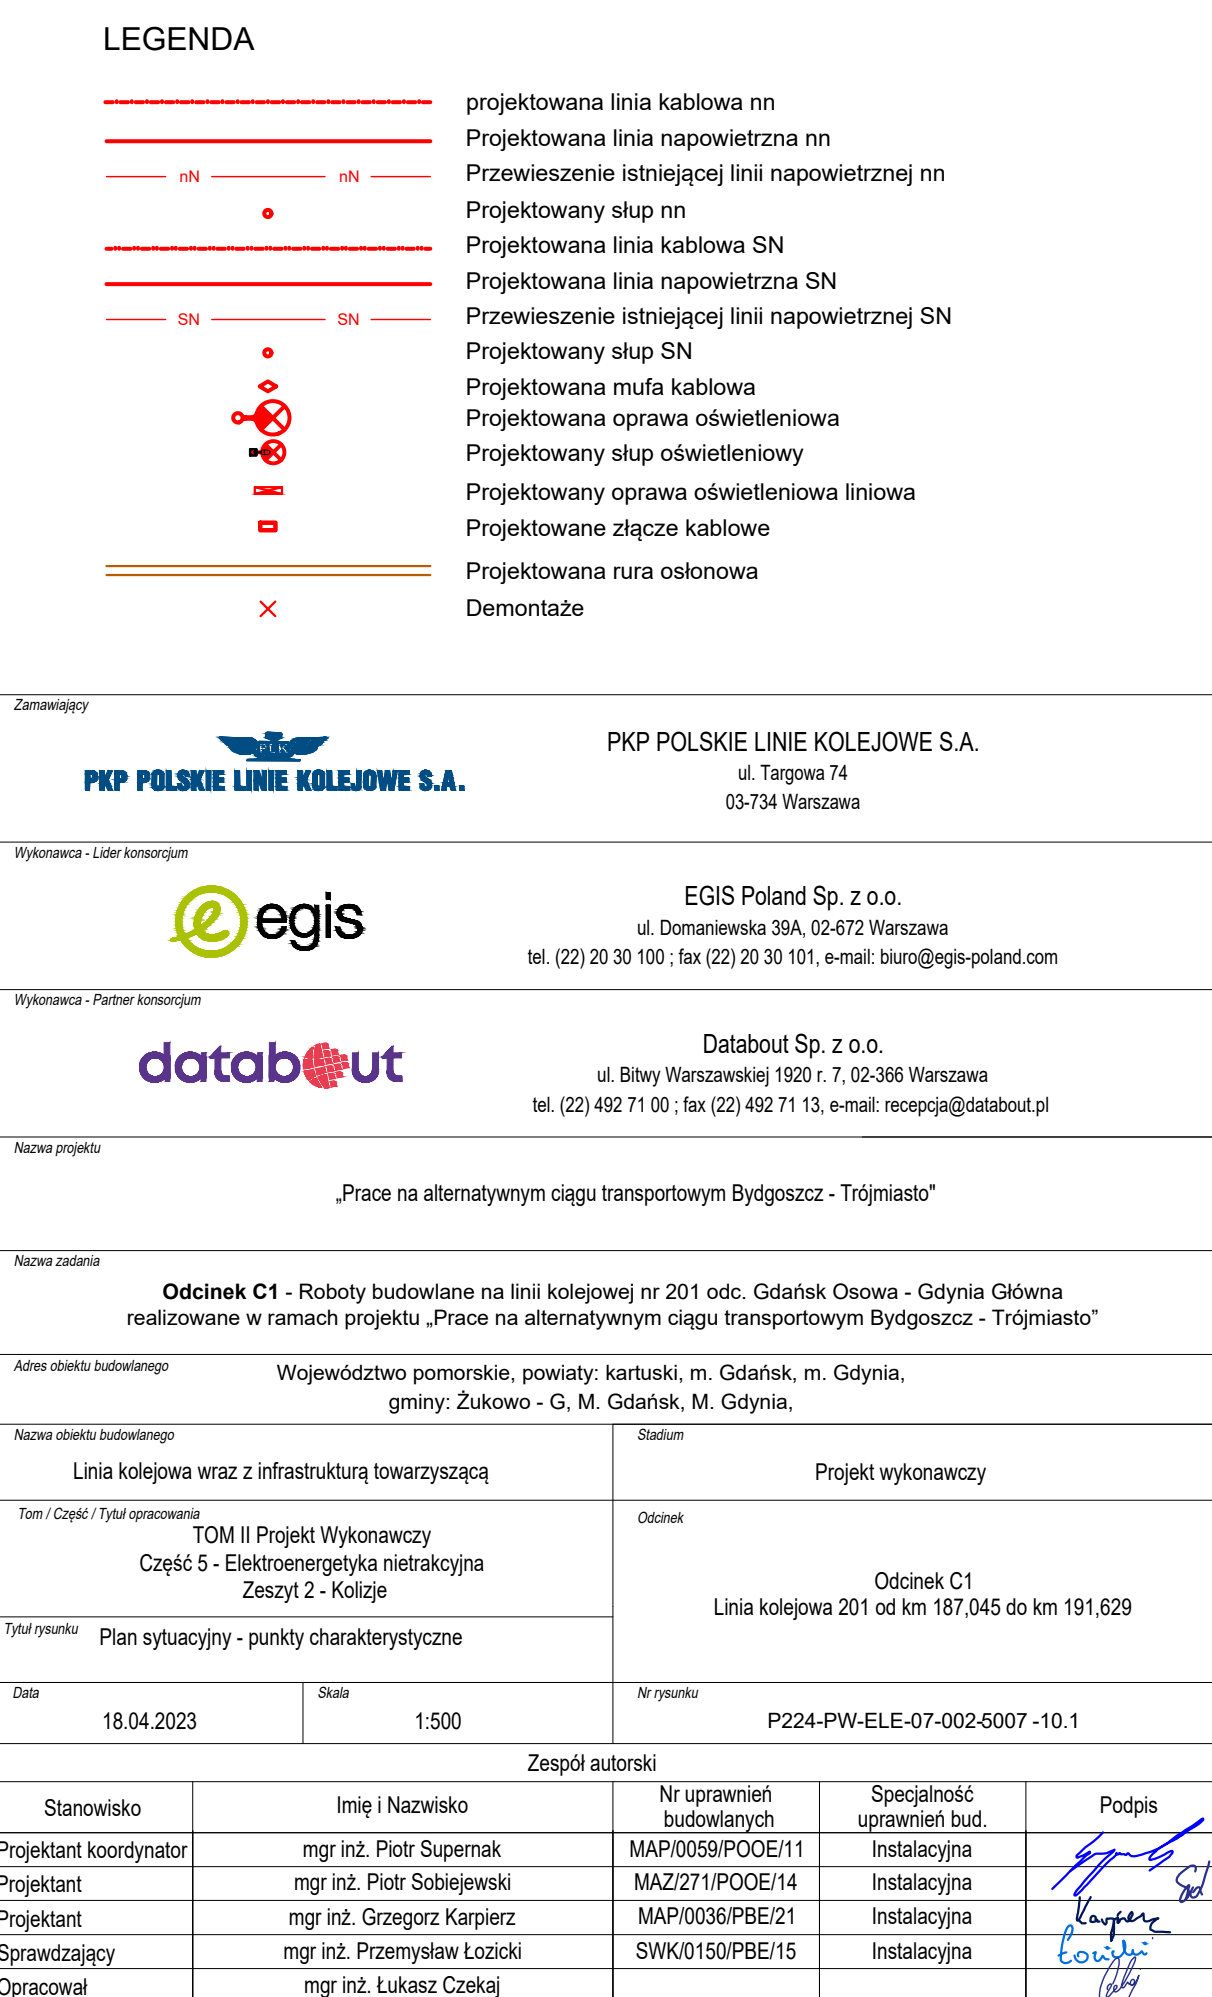 LEGENDA
projektowana linia kablowa nn
Projektowana linia napowietrzna nn
nN nN Przewieszenie istniejącej linii napowietrznej nn
Projektowany słup nn
Projektowana linia kablowa SN
Projektowana linia napowietrzna SN
SN SN Przewieszenie istniejącej linii napowietrznej SN
Projektowany słup SN
Projektowana mufa kablowa
Projektowana oprawa oświetleniowa
Projektowany słup oświetleniowy
Projektowany oprawa oświetleniowa liniowa
Projektowane złącze kablowe
Projektowana rura osłonowa
Demontaże
Zamawiający
PLK
PKP POLSKIE LINIE KOLEJOWE S.A.
PKP POLSKIE LINIE KOLEJOWE S.A.
ul. Targowa 74
03-734 Warszawa
Wykonawca - Lider konsorcjum
e egis
EGIS Poland Sp. z o.o.
ul. Domaniewska 39A, 02-672 Warszawa
tel. (22) 20 30 100 ; fax (22) 20 30 101, e-mail: biuro@egis-poland.com
Wykonawca - Partner konsorcjum
databout
Databout Sp. z o.o.
ul. Bitwy Warszawskiej 1920 r. 7, 02-366 Warszawa
tel. (22) 492 71 00 ; fax (22) 492 71 13, e-mail: recepcja@databout.pl
Nazwa projektu
„Prace na alternatywnym ciągu transportowym Bydgoszcz - Trójmiasto"
Nazwa zadania
Odcinek C1 - Roboty budowlane na linii kolejowej nr 201 odc. Gdańsk Osowa - Gdynia Główna
realizowane w ramach projektu „Prace na alternatywnym ciągu transportowym Bydgoszcz - Trójmiasto”
Adres obiektu budowlanego
Województwo pomorskie, powiaty: kartuski, m. Gdańsk, m. Gdynia,
gminy: Żukowo - G, M. Gdańsk, M. Gdynia,
Nazwa obiektu budowlanego
Linia kolejowa wraz z infrastrukturą towarzyszącą
Stadium
Projekt wykonawczy
Tom / Część / Tytuł opracowania
TOM II Projekt Wykonawczy
Część 5 - Elektroenergetyka nietrakcyjna
Zeszyt 2 - Kolizje
Odcinek
Odcinek C1
Linia kolejowa 201 od km 187,045 do km 191,629
Tytuł rysunku
Plan sytuacyjny - punkty charakterystyczne
Data
18.04.2023
Skala
1:500
Nr rysunku
P224-PW-ELE-07-002-5007 -10.1
Zespół autorski
Stanowisko
Imię i Nazwisko
Nr uprawnień
budowlanych
Specjalność
uprawnień bud.
Podpis
Projektant koordynator mgr inż. Piotr Supernak MAP/0059/POOE/11 Instalacyjna
Projektant mgr inż. Piotr Sobiejewski MAZ/271/POOE/14 Instalacyjna
Projektant mgr inż. Grzegorz Karpierz MAP/0036/PBE/21 Instalacyjna Karpierz
Sprawdzający mgr inż. Przemysław Łozicki SWK/0150/PBE/15 Instalacyjna Łozicki
Opracował mgr inż. Łukasz Czekaj